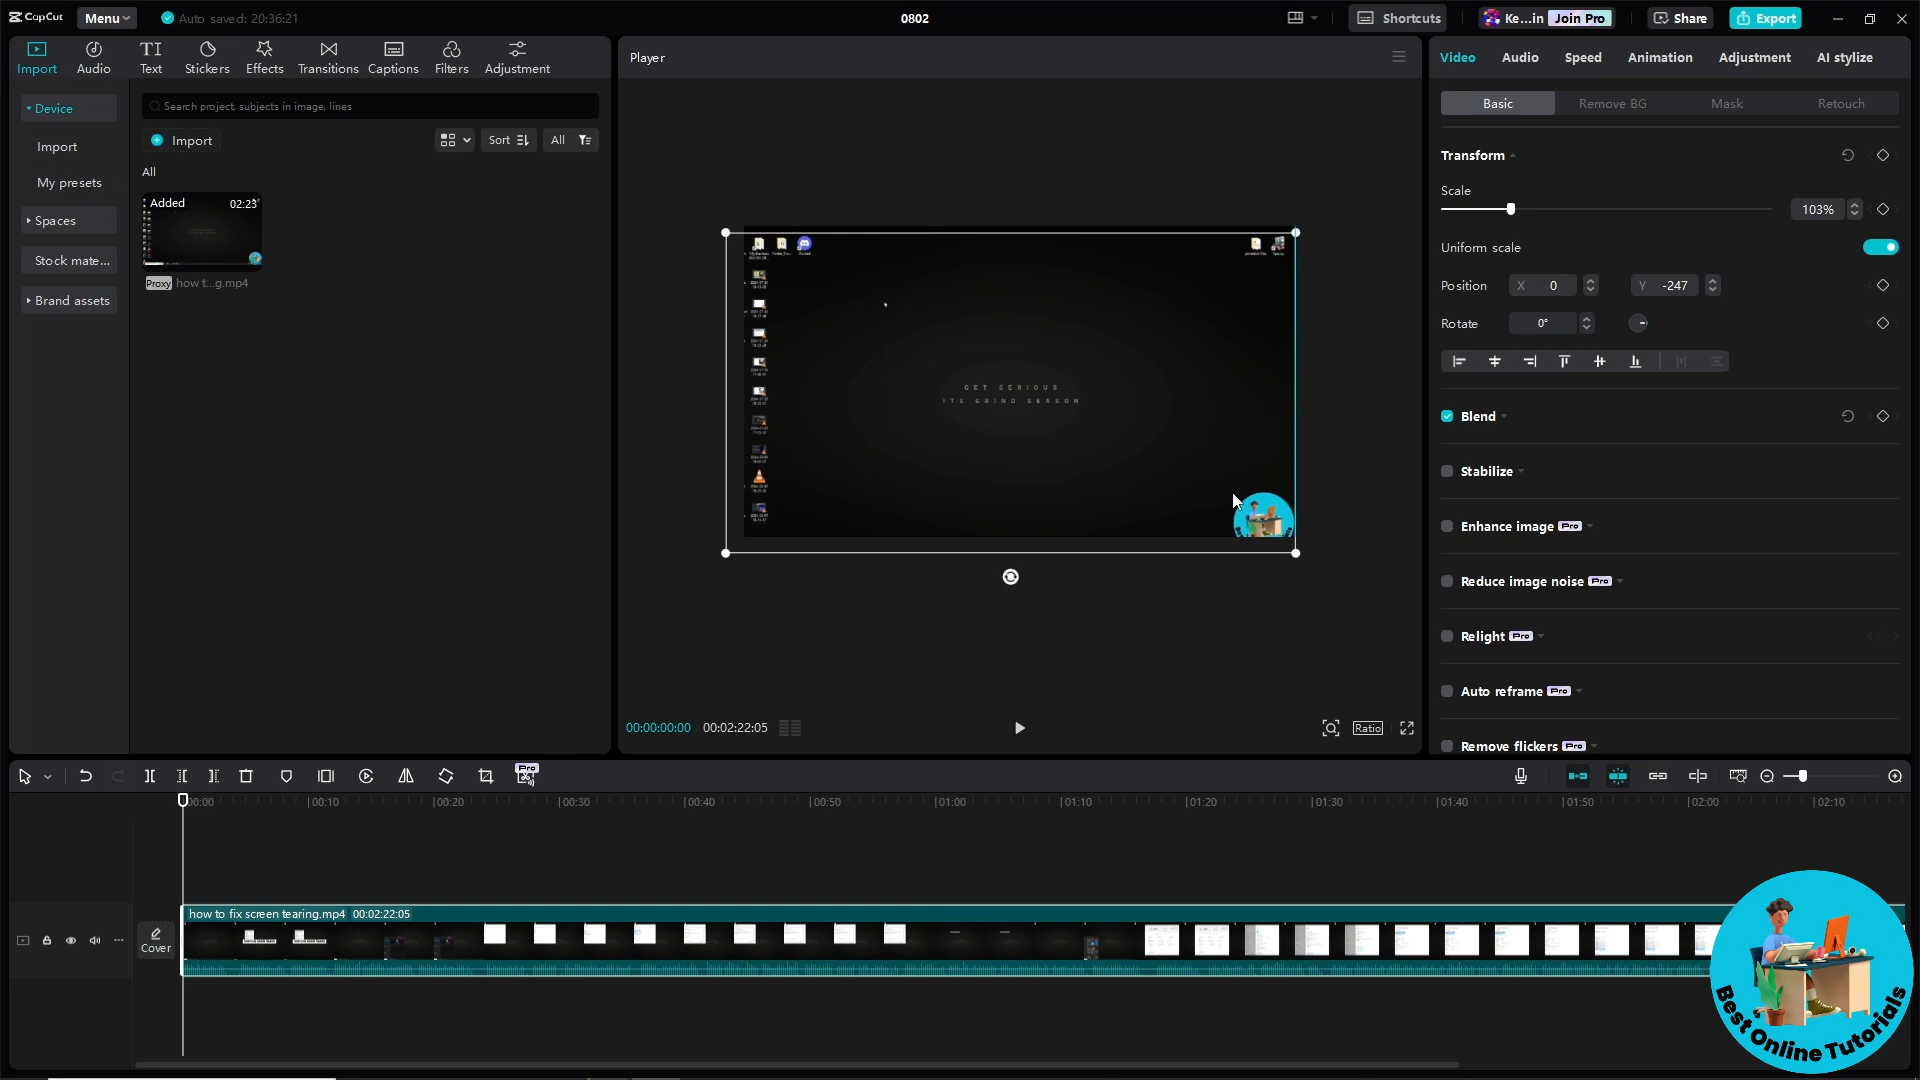 CapCut
Menu
Auto saved: 20:36:21
0802
Shortcuts
Ke...in
Join Pro
Share
Export
Import
Audio
TI
Text
Stickers
Effects
Transitions
Captions
Filters
Adjustment
Device
Import
My presets
Spaces
Stock mate...
Brand assets
Search project, subjects in image, lines
Import
Sort
All
All
Added
02:23
Proxy
how t...g.mp4
Player
GET SERIOUS
ITS GRIND SEASON
00:00:00:00
00:02:22:05
Ratio
Video
Audio
Speed
Animation
Adjustment
AI stylize
Basic
Remove BG
Mask
Retouch
Transform
Scale
103%
Uniform scale
Position
X 0
Y -247
Rotate
0°
Blend
Stabilize
Enhance image Pro
Reduce image noise Pro
Relight Pro
Auto reframe Pro
Remove flickers Pro
Pro
00:00
00:10
00:20
00:30
00:40
00:50
01:00
01:10
01:20
01:30
01:40
01:50
02:00
02:10
Cover
how to fix screen tearing.mp4 00:02:22:05
Best Online Tutorials